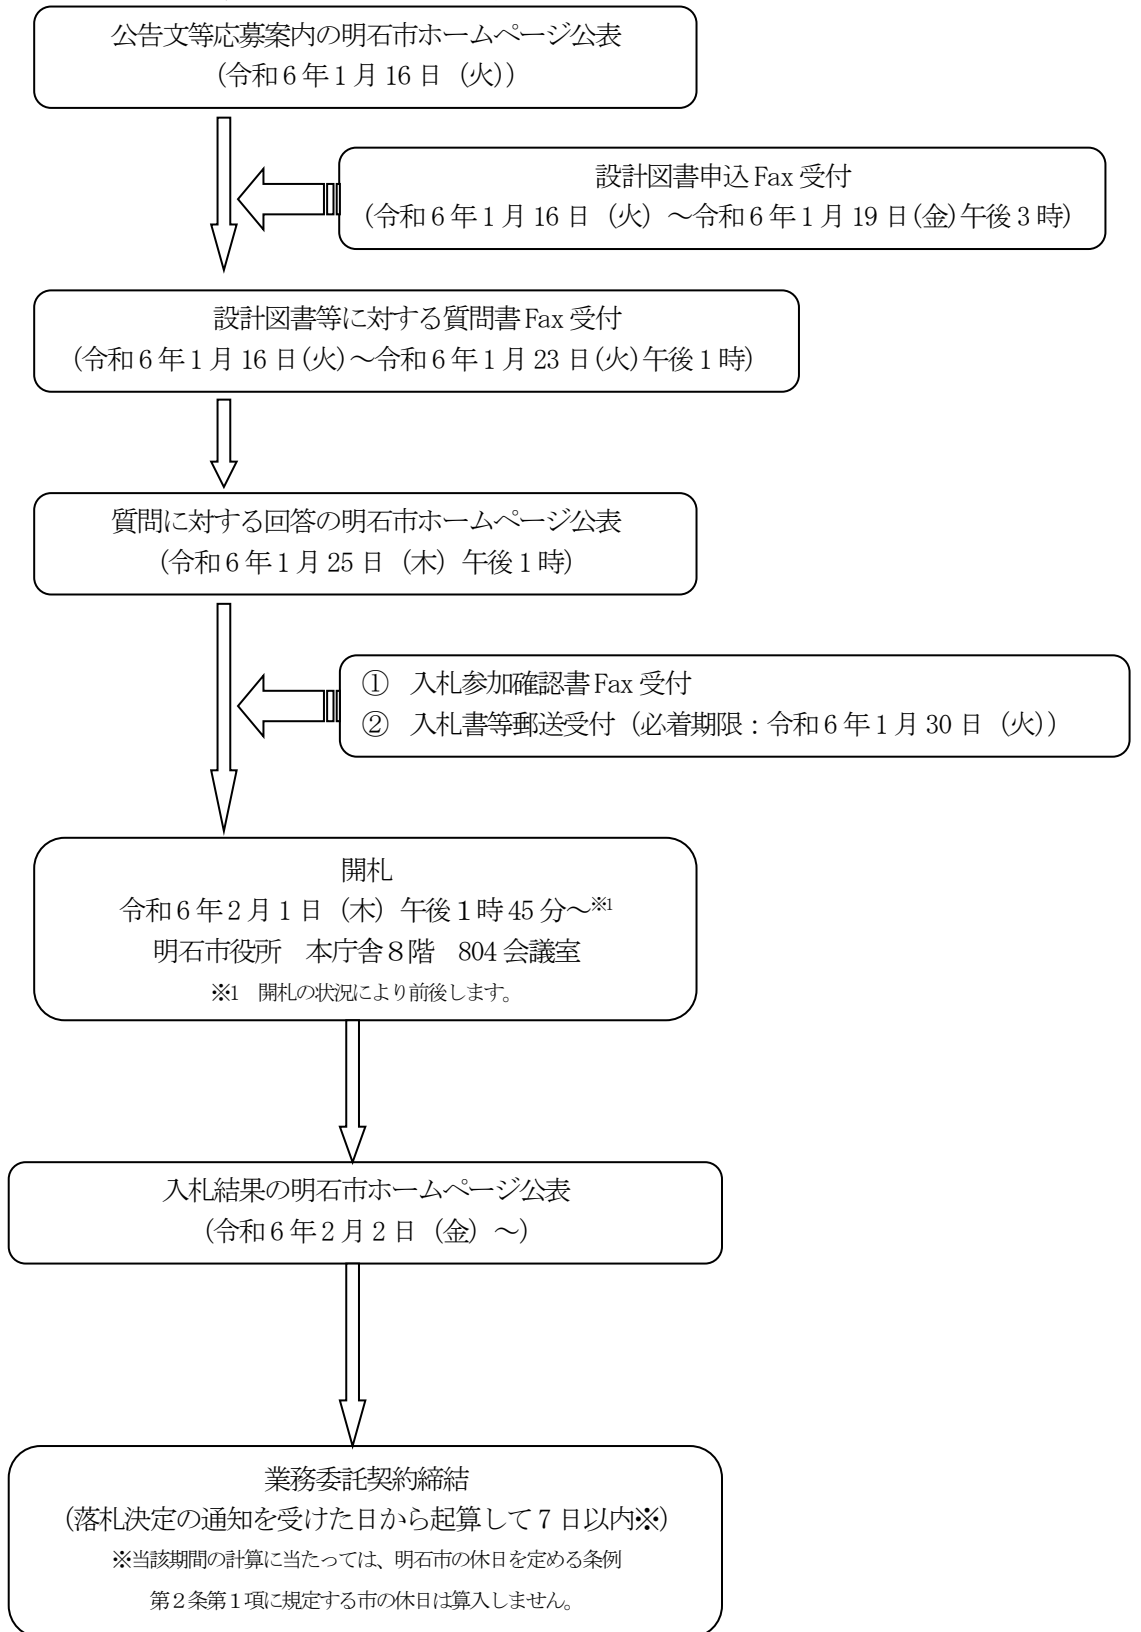 公告文等応募案内の明石市ホームページ公表
(令和6年1月16日（火))
設計図書申込Fax受付
(令和6年1月16日（火）～令和6年1月19日(金)午後3時)
設計図書等に対する質問書Fax受付
(令和6年1月16日(火)～令和6年1月23日(火)午後1時)
質問に対する回答の明石市ホームページ公表
(令和6年1月25日（木）午後1時)
①　入札参加確認書Fax受付
②　入札書等郵送受付（必着期限：令和6年1月30日（火））
開札
令和6年2月1日（木）午後１時45分～※1
明石市役所　本庁舎８階　804会議室
※1　開札の状況により前後します。
入札結果の明石市ホームページ公表
(令和6年2月2日（金）～)
業務委託契約締結
(落札決定の通知を受けた日から起算して7日以内※)
※当該期間の計算に当たっては、明石市の休日を定める条例
第２条第１項に規定する市の休日は算入しません。